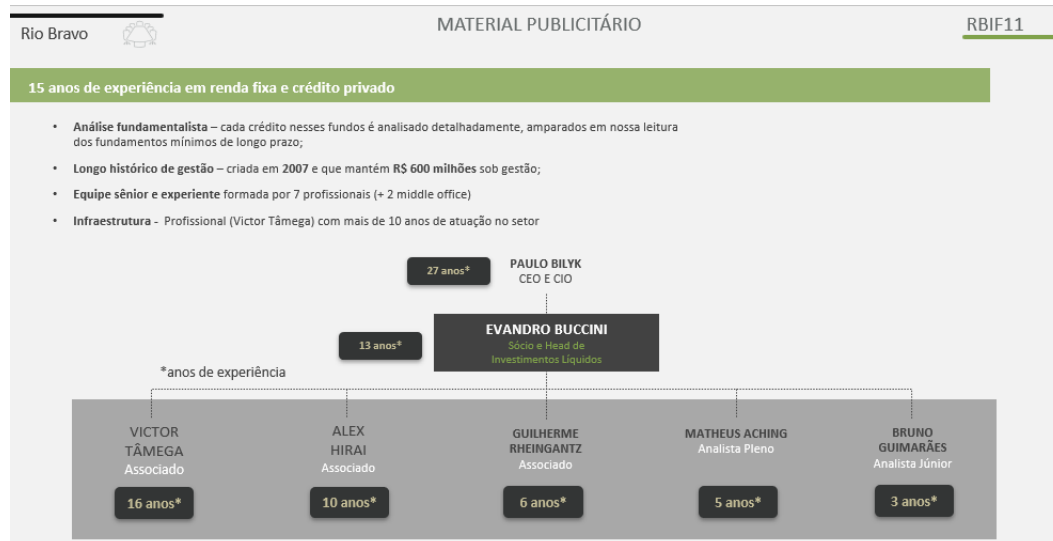 Rio Bravo
MATERIAL PUBLICITÁRIO
RBIF11
15 anos de experiência em renda fixa e crédito privado
• Análise fundamentalista – cada crédito nesses fundos é analisado detalhadamente, amparados em nossa leitura
dos fundamentos mínimos de longo prazo;
• Longo histórico de gestão – criada em 2007 e que mantém R$ 600 milhões sob gestão;
• Equipe sênior e experiente formada por 7 profissionais (+ 2 middle office)
• Infraestrutura - Profissional (Victor Tâmega) com mais de 10 anos de atuação no setor
27 anos*
PAULO BILYK
CEO E CIO
13 anos*
EVANDRO BUCCINI
Sócio e Head de
Investimentos Líquidos
*anos de experiência
VICTOR
TÂMEGA
Associado
16 anos*
ALEX
HIRAI
Associado
10 anos*
GUILHERME
RHEINGANTZ
Associado
6 anos*
MATHEUS ACHING
Analista Pleno
5 anos*
BRUNO
GUIMARÃES
Analista Júnior
3 anos*